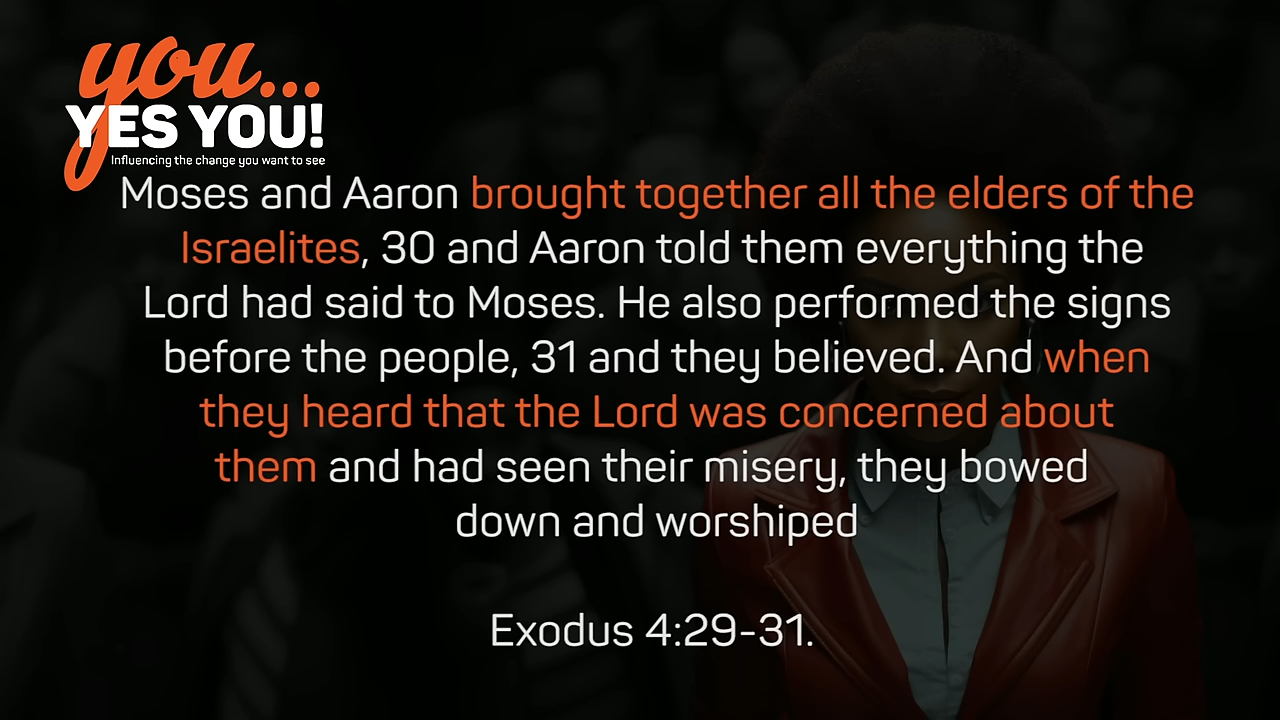 you...
YES YOU!
Influencing the change you want to see
Moses and Aaron brought together all the elders of the
Israelites, 30 and Aaron told them everything the
Lord had said to Moses. He also performed the signs
before the people, 31 and they believed. And when
they heard that the Lord was concerned about
them and had seen their misery, they bowed
down and worshiped
Exodus 4:29-31.